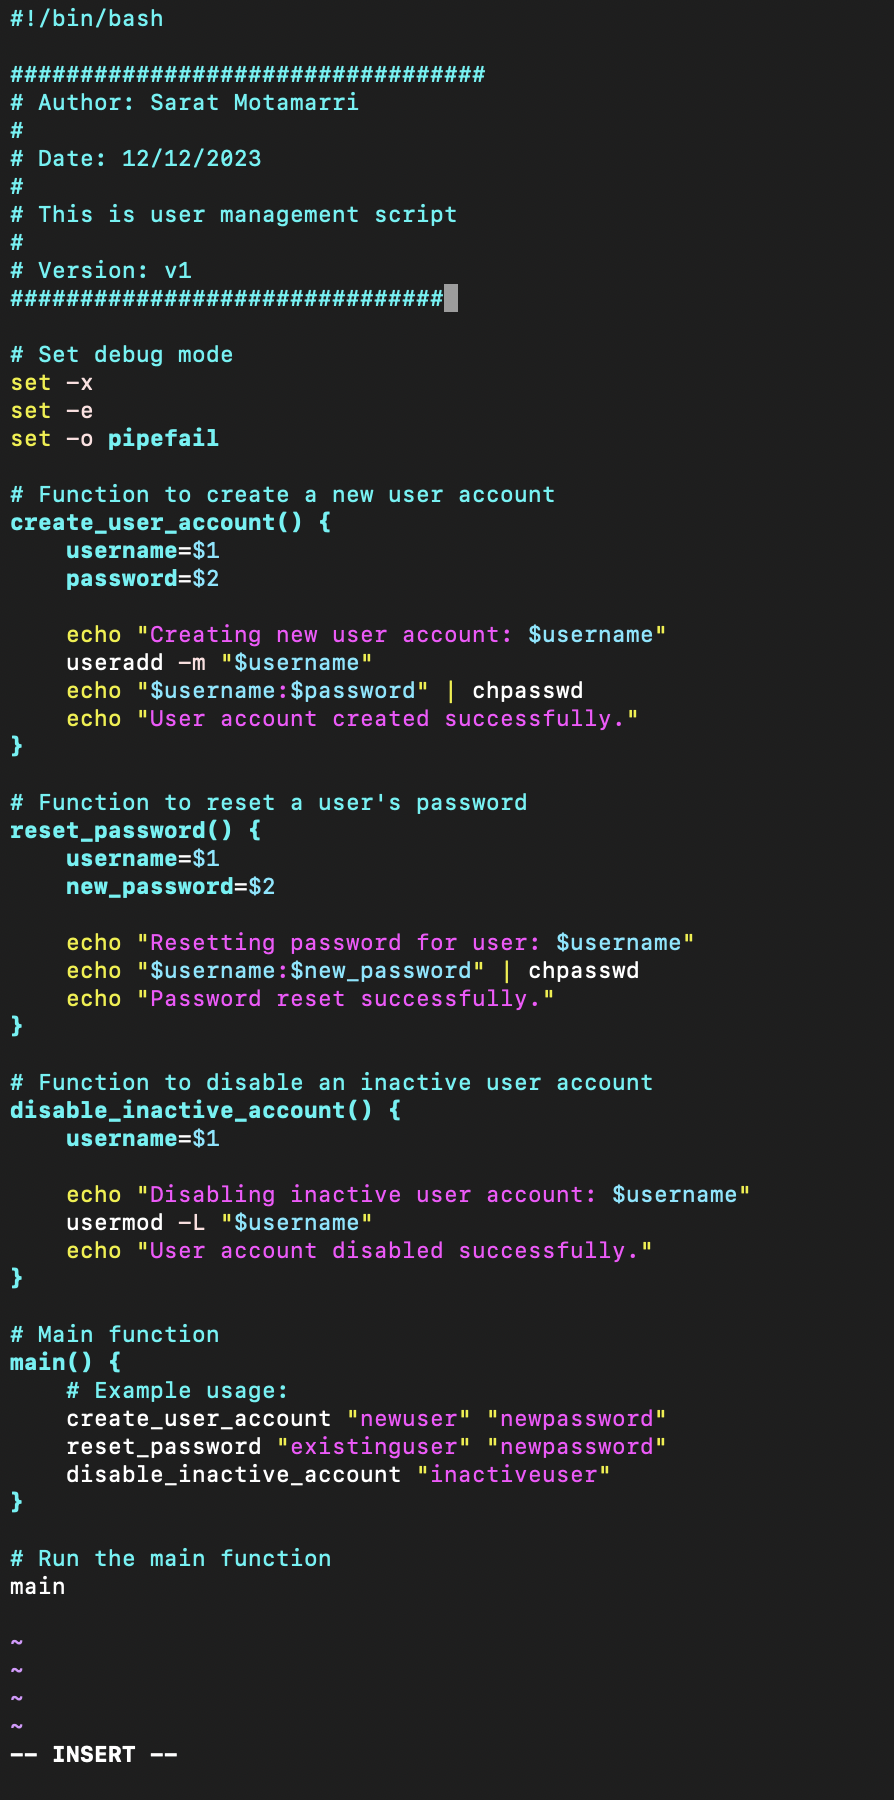 #!/bin/bash

##################################
# Author: Sarat Motamarri
#
# Date: 12/12/2023
#
# This is user management script
#
# Version: v1
###############################

# Set debug mode
set -x
set -e
set -o pipefail

# Function to create a new user account
create_user_account() {
    username=$1
    password=$2

    echo "Creating new user account: $username"
    useradd -m "$username"
    echo "$username:$password" | chpasswd
    echo "User account created successfully."
}

# Function to reset a user's password
reset_password() {
    username=$1
    new_password=$2

    echo "Resetting password for user: $username"
    echo "$username:$new_password" | chpasswd
    echo "Password reset successfully."
}

# Function to disable an inactive user account
disable_inactive_account() {
    username=$1

    echo "Disabling inactive user account: $username"
    usermod -L "$username"
    echo "User account disabled successfully."
}

# Main function
main() {
    # Example usage:
    create_user_account "newuser" "newpassword"
    reset_password "existinguser" "newpassword"
    disable_inactive_account "inactiveuser"
}

# Run the main function
main

~
~
~
~
-- INSERT --